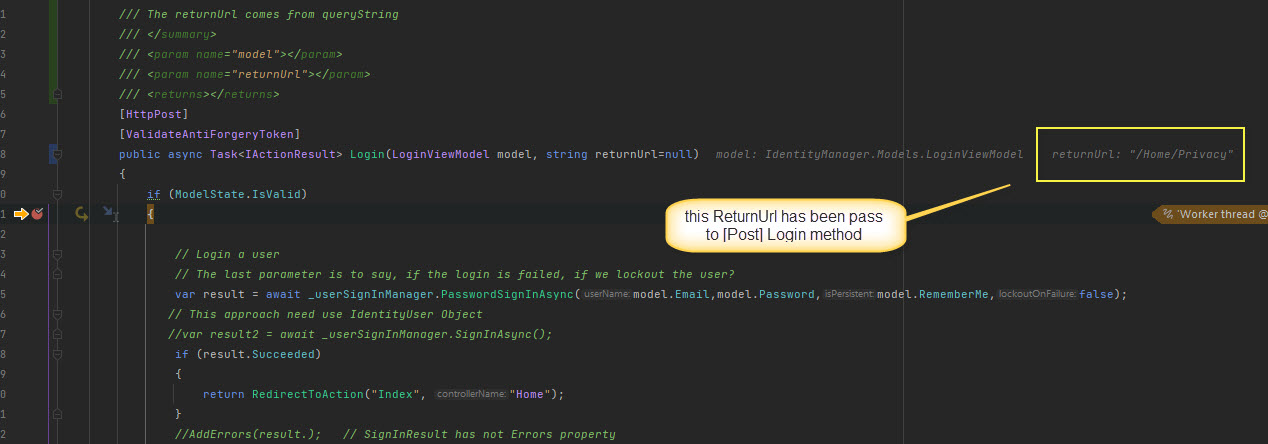 1 /// The returnUrl comes from queryString
2 /// </summary>
3 /// <param name="model"></param>
4 /// <param name="returnUrl"></param>
5 /// <returns></returns>
6 [HttpPost]
7 [ValidateAntiForgeryToken]
8 public async Task<IActionResult> Login(LoginViewModel model, string returnUrl=null) model: IdentityManager.Models.LoginViewModel returnUrl: "/Home/Privacy"
9 {
0 if (ModelState.IsValid)
1 {
'Worker thread @
this ReturnUrl has been pass
to [Post] Login method
2
3 // Login a user
4 // The last parameter is to say, if the login is failed, if we lockout the user?
5 var result = await _userSignInManager.PasswordSignInAsync( userName: model.Email,model.Password, isPersistent: model.RememberMe, lockoutOnFailure: false);
6 // This approach need use IdentityUser Object
7 //var result2 = await _userSignInManager.SignInAsync();
8 if (result.Succeeded)
9 {
0 return RedirectToAction("Index", controllerName: "Home");
1 }
2 //AddErrors(result.); // SignInResult has not Errors property